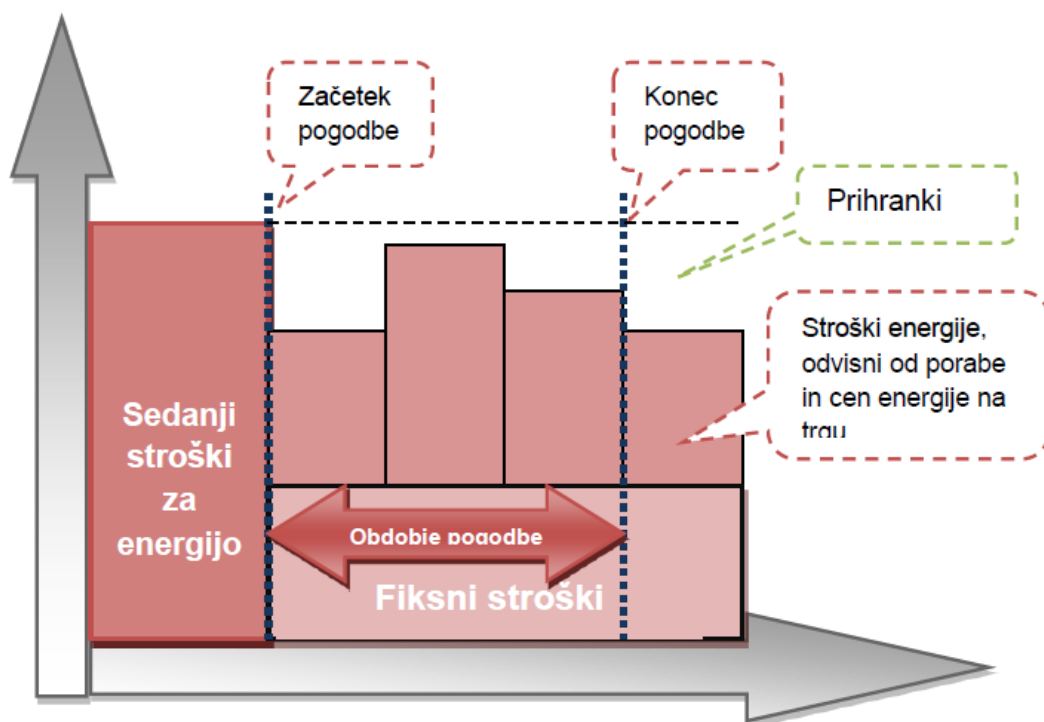 Začetek
pogodbe
Konec
pogodbe
Prihranki
Stroški energije,
odvisni od porabe
in cen energije na
trgu
Sedanji
stroški
za
energijo
Obdobje pogodbe
Fiksni stroški